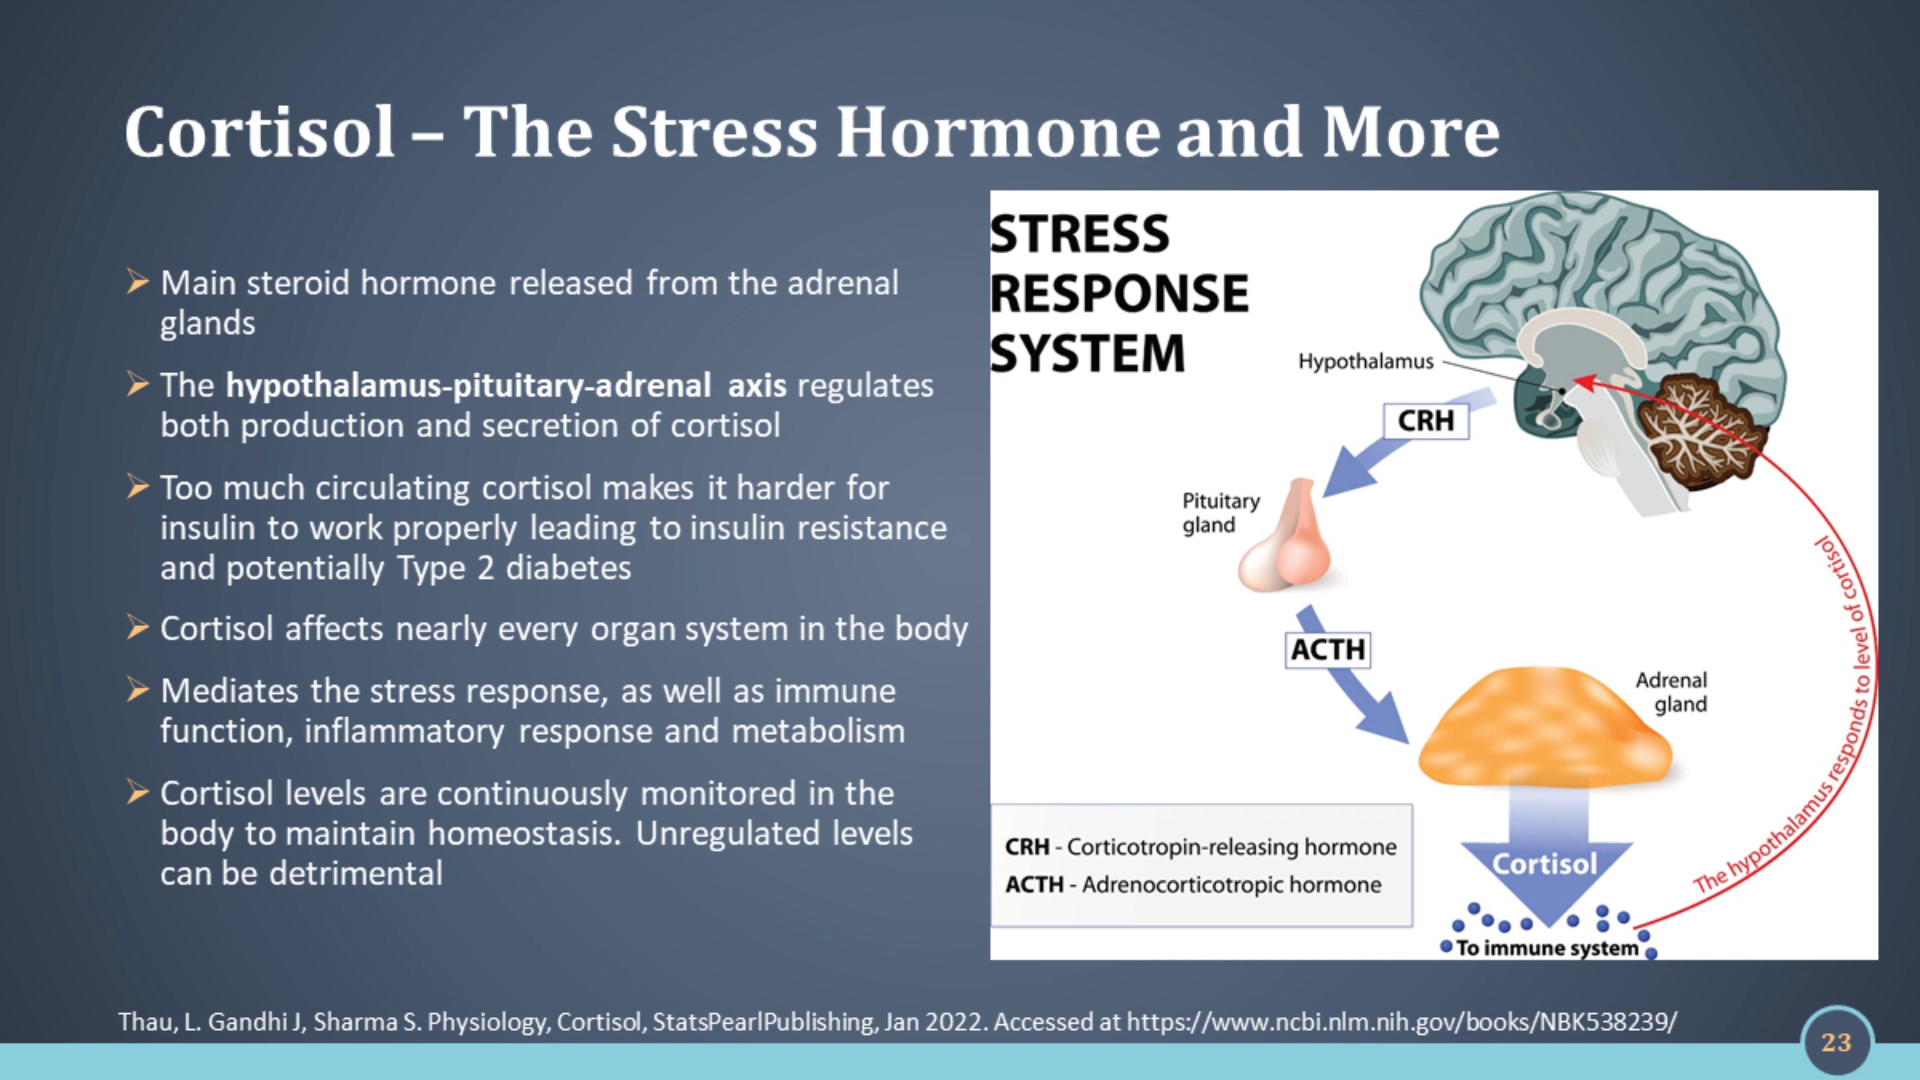 Cortisol – The Stress Hormone and More
➢ Main steroid hormone released from the adrenal
glands
➢ The hypothalamus-pituitary-adrenal axis regulates
both production and secretion of cortisol
➢ Too much circulating cortisol makes it harder for
insulin to work properly leading to insulin resistance
and potentially Type 2 diabetes
➢ Cortisol affects nearly every organ system in the body
➢ Mediates the stress response, as well as immune
function, inflammatory response and metabolism
➢ Cortisol levels are continuously monitored in the
body to maintain homeostasis. Unregulated levels
can be detrimental
STRESS
RESPONSE
SYSTEM
Hypothalamus
CRH
Pituitary
gland
ACTH
Adrenal
gland
The hypothalamus responds to level of cortisol
CRH - Corticotropin-releasing hormone
ACTH - Adrenocorticotropic hormone
Cortisol
To immune system
Thau, L. Gandhi J, Sharma S. Physiology, Cortisol, StatsPearlPublishing, Jan 2022. Accessed at https://www.ncbi.nlm.nih.gov/books/NBK538239/
23